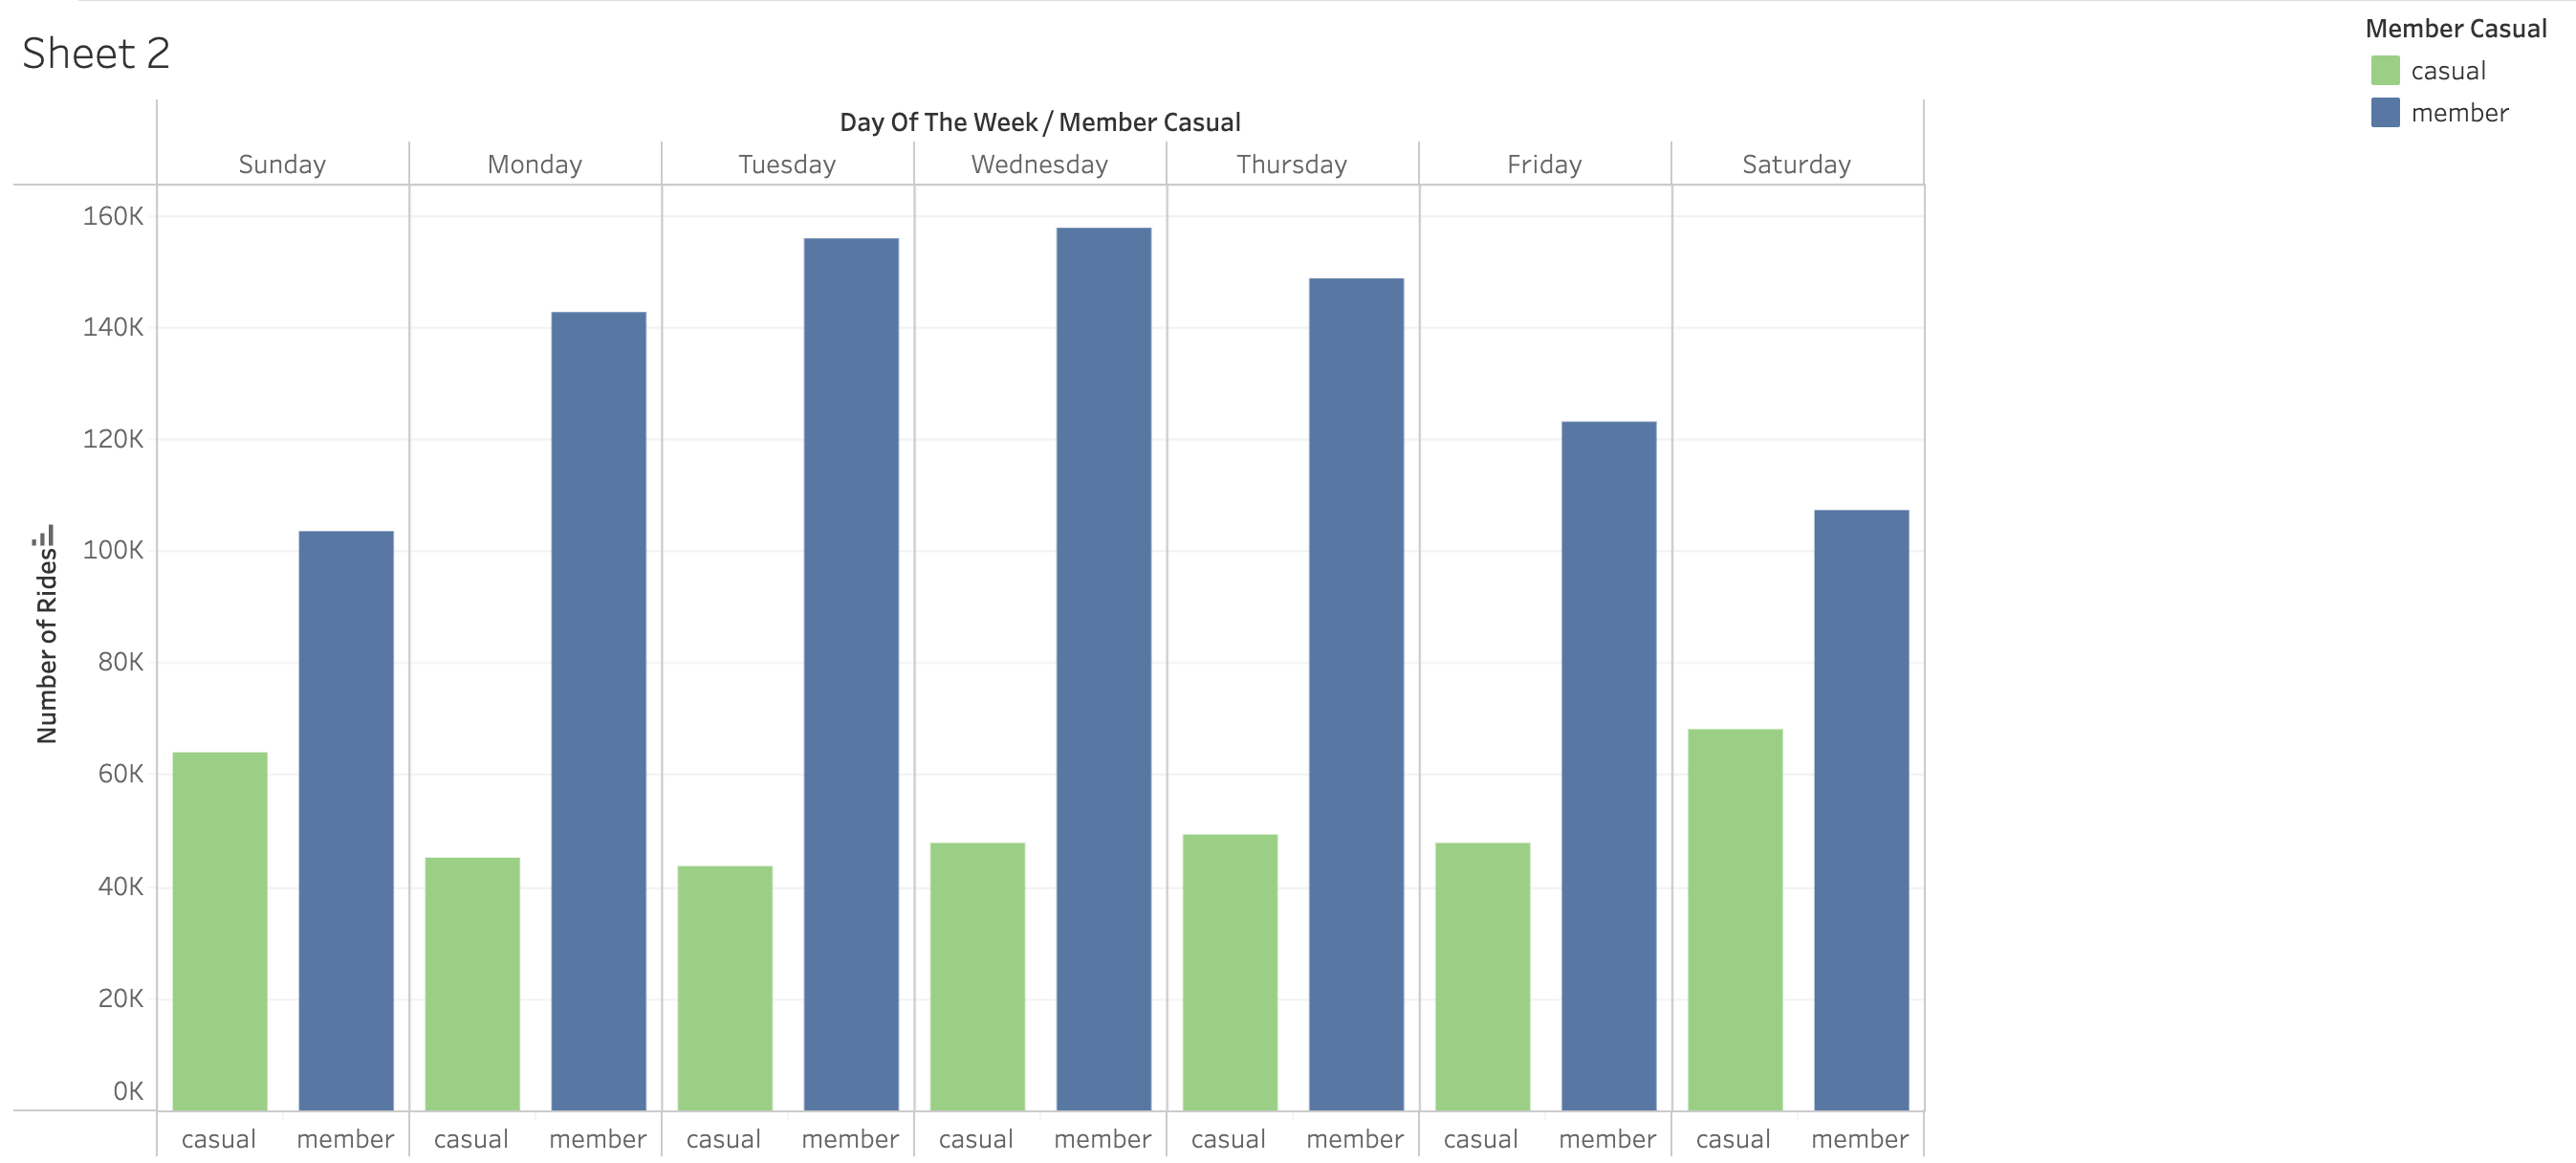 Sheet 2
Member Casual
casual
member
Day Of The Week / Member Casual
Sunday Monday Tuesday Wednesday Thursday Friday Saturday
Number of Rides
160K
140K
120K
100K
80K
60K
40K
20K
0K
casual member casual member casual member casual member casual member casual member casual member